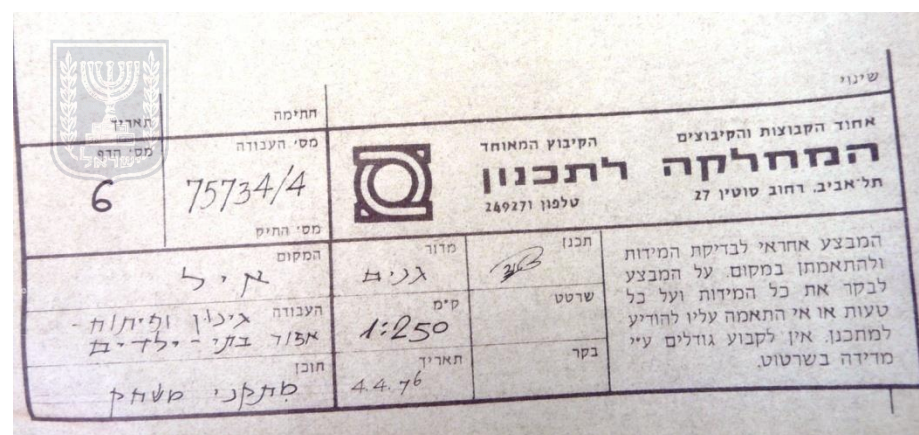 שינוי
חתימה
תאריך
אחוד הקבוצות והקיבוצים
הקיבוץ המאוחד
המחלקה לתכנון
תל־אביב. רחוב סוטין 27
טלפון 249271
מס׳ העבודה
75734/4
מס׳ הדף
6
מס׳ התיק
ישראל
המבצע אחראי לבדיקת המידות
ולהתאמתן במקום. על המבצע
לבקר את כל המידות ועל כל
טעות או אי התאמה עליו להודיע
למתכנן. אין לקבוע גודלים ע״י
מדידה בשרטוט.
תכנן
שרטט
בקר
מדור
גנים
ק״מ
1:250
תאריך
4.4.76
המקום
איל
העבודה
גינון ופיתוח -
אזור בתי - ילדים
תוכן
מתקני משחק